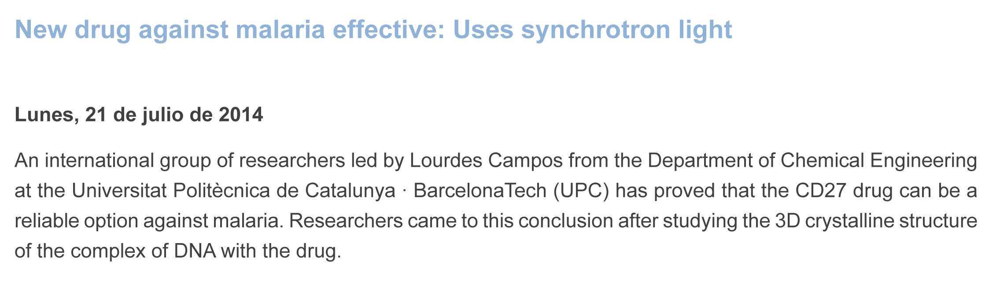 New drug against malaria effective: Uses synchrotron light
Lunes, 21 de julio de 2014
An international group of researchers led by Lourdes Campos from the Department of Chemical Engineering
at the Universitat Politècnica de Catalunya · BarcelonaTech (UPC) has proved that the CD27 drug can be a
reliable option against malaria. Researchers came to this conclusion after studying the 3D crystalline structure
of the complex of DNA with the drug.